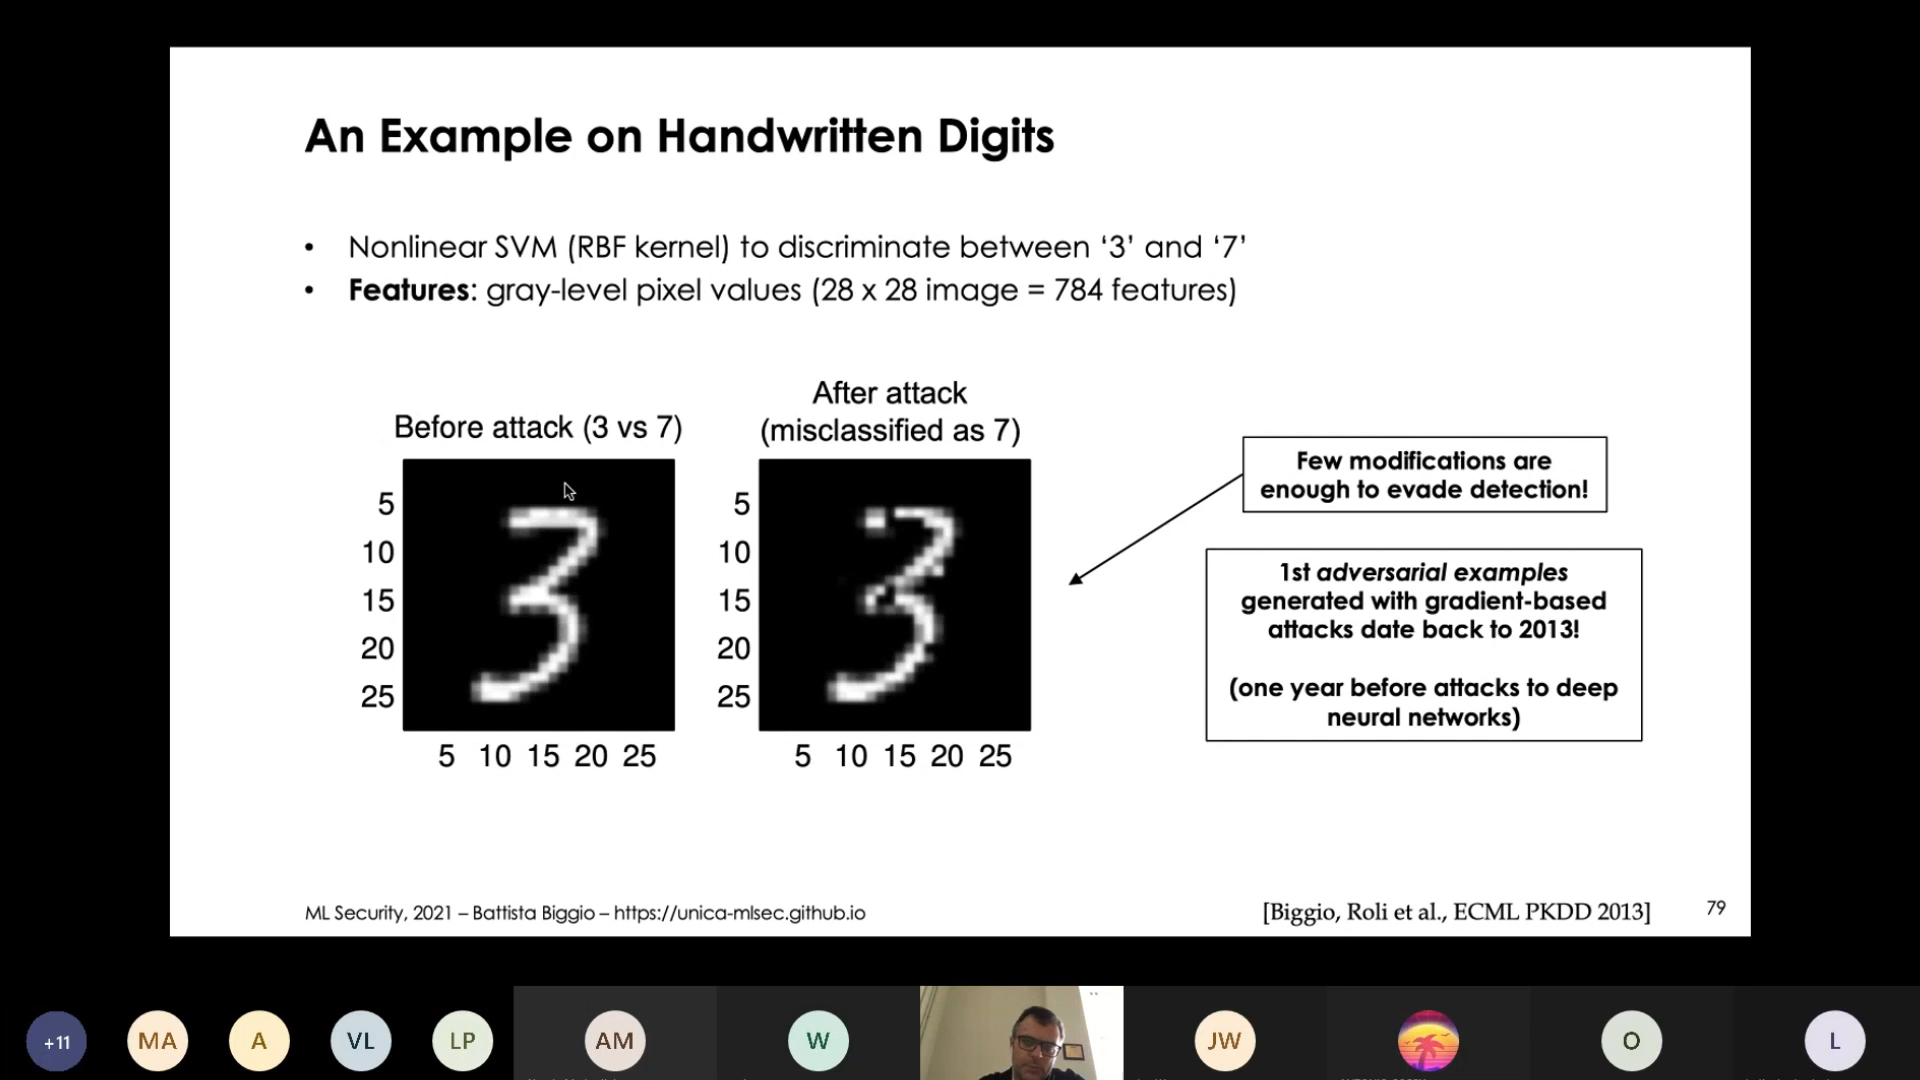 An Example on Handwritten Digits
• Nonlinear SVM (RBF kernel) to discriminate between ‘3’ and ‘7’
• Features: gray-level pixel values (28 x 28 image = 784 features)
Before attack (3 vs 7)
5
10
15
20
25
5 10 15 20 25
After attack
(misclassified as 7)
5
10
15
20
25
5 10 15 20 25
Few modifications are
enough to evade detection!
1st adversarial examples
generated with gradient-based
attacks date back to 2013!
(one year before attacks to deep
neural networks)
ML Security, 2021 – Battista Biggio – https://unica-mlsec.github.io
[Biggio, Roli et al., ECML PKDD 2013]
79
+11
MA
A
VL
LP
AM
W
JW
O
L